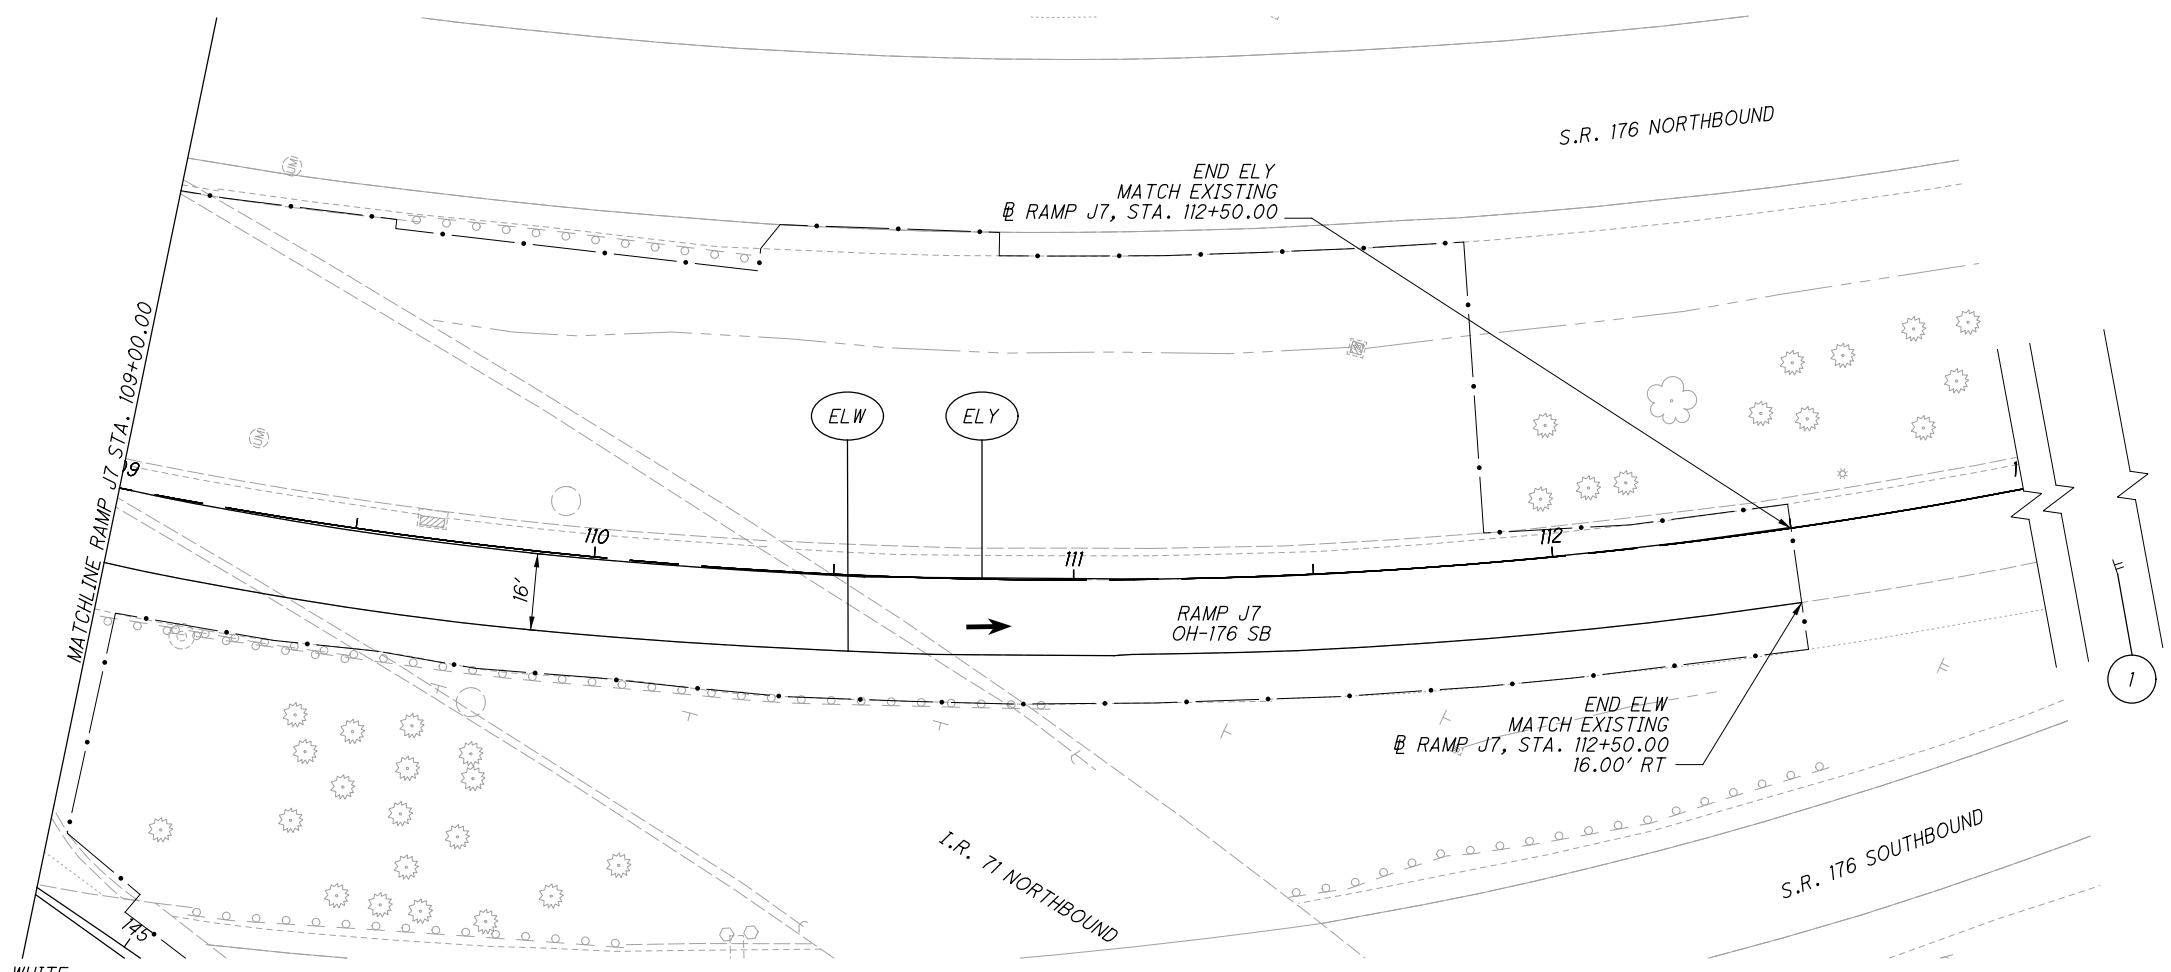 S.R. 176 NORTHBOUND
END ELY
MATCH EXISTING
℄ RAMP J7, STA. 112+50.00
MATCHLINE RAMP J7 STA. 109+00.00
ELW
ELY
110
111
112
16'
RAMP J7
OH-176 SB
END ELW
MATCH EXISTING
℄ RAMP J7, STA. 112+50.00
16.00' RT
1
I.R. 71 NORTHBOUND
S.R. 176 SOUTHBOUND
145
WHITE